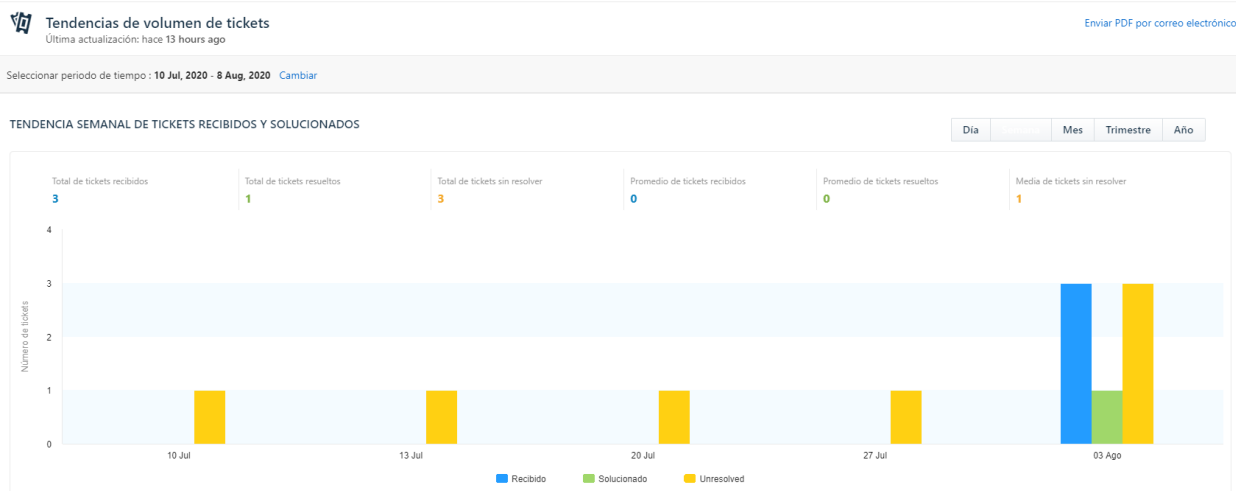 Tendencias de volumen de tickets
Enviar PDF por correo electrónico
Última actualización: hace 13 hours ago
Seleccionar periodo de tiempo : 10 Jul, 2020 - 8 Aug, 2020 Cambiar
TENDENCIA SEMANAL DE TICKETS RECIBIDOS Y SOLUCIONADOS
Día Mes Trimestre Año
Total de tickets recibidos Total de tickets resueltos Total de tickets sin resolver Promedio de tickets recibidos Promedio de tickets resueltos Media de tickets sin resolver
3 1 3 0 0 1
4
3
2
1
0
Número de tickets
10 Jul 13 Jul 20 Jul 27 Jul 03 Ago
Recibido Solucionado Unresolved